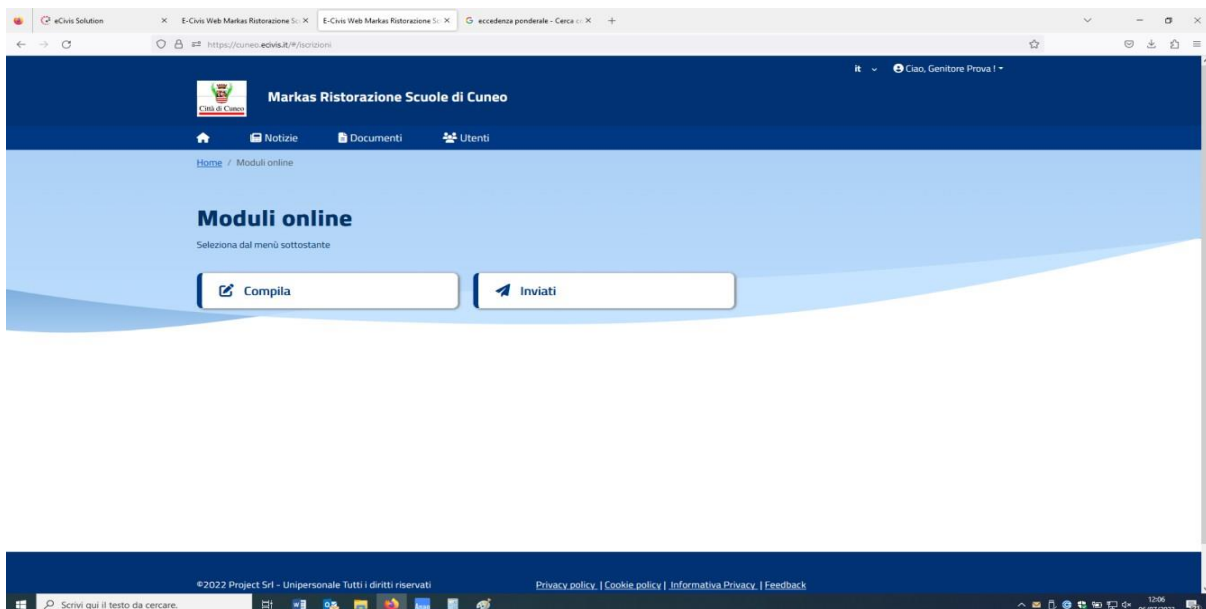 eCivis Solution
E-Civis Web Markas Ristorazione Sc
E-Civis Web Markas Ristorazione Sc
eccedenza ponderale - Cerca co
https://cuneo.ecivis.it/#/iscrizioni
it
Ciao, Genitore Prova !
Città di Cuneo
Markas Ristorazione Scuole di Cuneo
Notizie
Documenti
Utenti
Home / Moduli online
Moduli online
Seleziona dal menù sottostante
Compila
Inviati
©2022 Project Srl - Unipersonale Tutti i diritti riservati
Privacy policy | Cookie policy | Informativa Privacy | Feedback
Scrivi qui il testo da cercare.
12:06